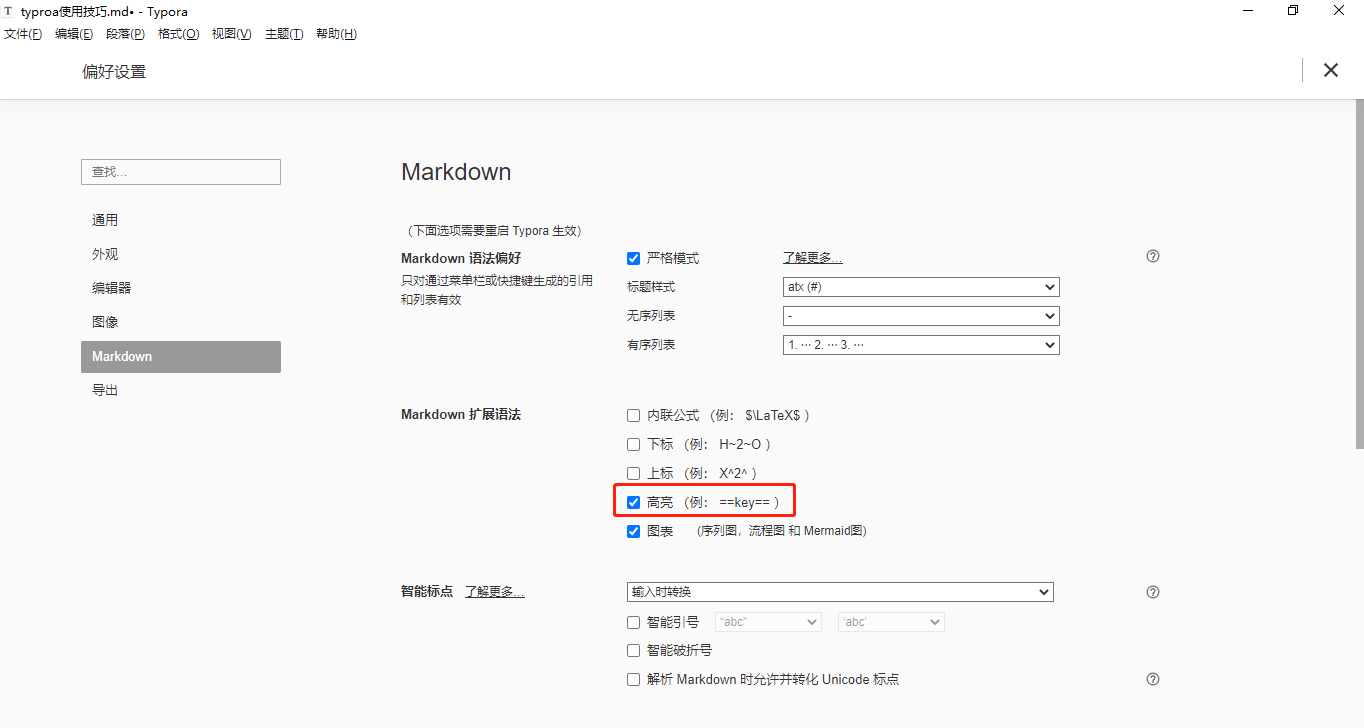 T typroa使用技巧.md• - Typora
文件(F) 编辑(E) 段落(P) 格式(O) 视图(V) 主题(T) 帮助(H)
偏好设置
查找...
通用
外观
编辑器
图像
Markdown
导出
Markdown
（下面选项需要重启 Typora 生效）
Markdown 语法偏好
只对通过菜单栏或快捷键生成的引用
和列表有效
严格模式 了解更多...
标题样式 atx (#)
无序列表 -
有序列表 1. ··· 2. ··· 3. ···
Markdown 扩展语法
内联公式 （例： $\LaTeX$ ）
下标 （例： H~2~O ）
上标 （例： X^2^ ）
高亮 （例： ==key== ）
图表 (序列图，流程图 和 Mermaid图)
智能标点 了解更多... 输入时转换
智能引号 “abc” ‘abc’
智能破折号
解析 Markdown 时允许并转化 Unicode 标点